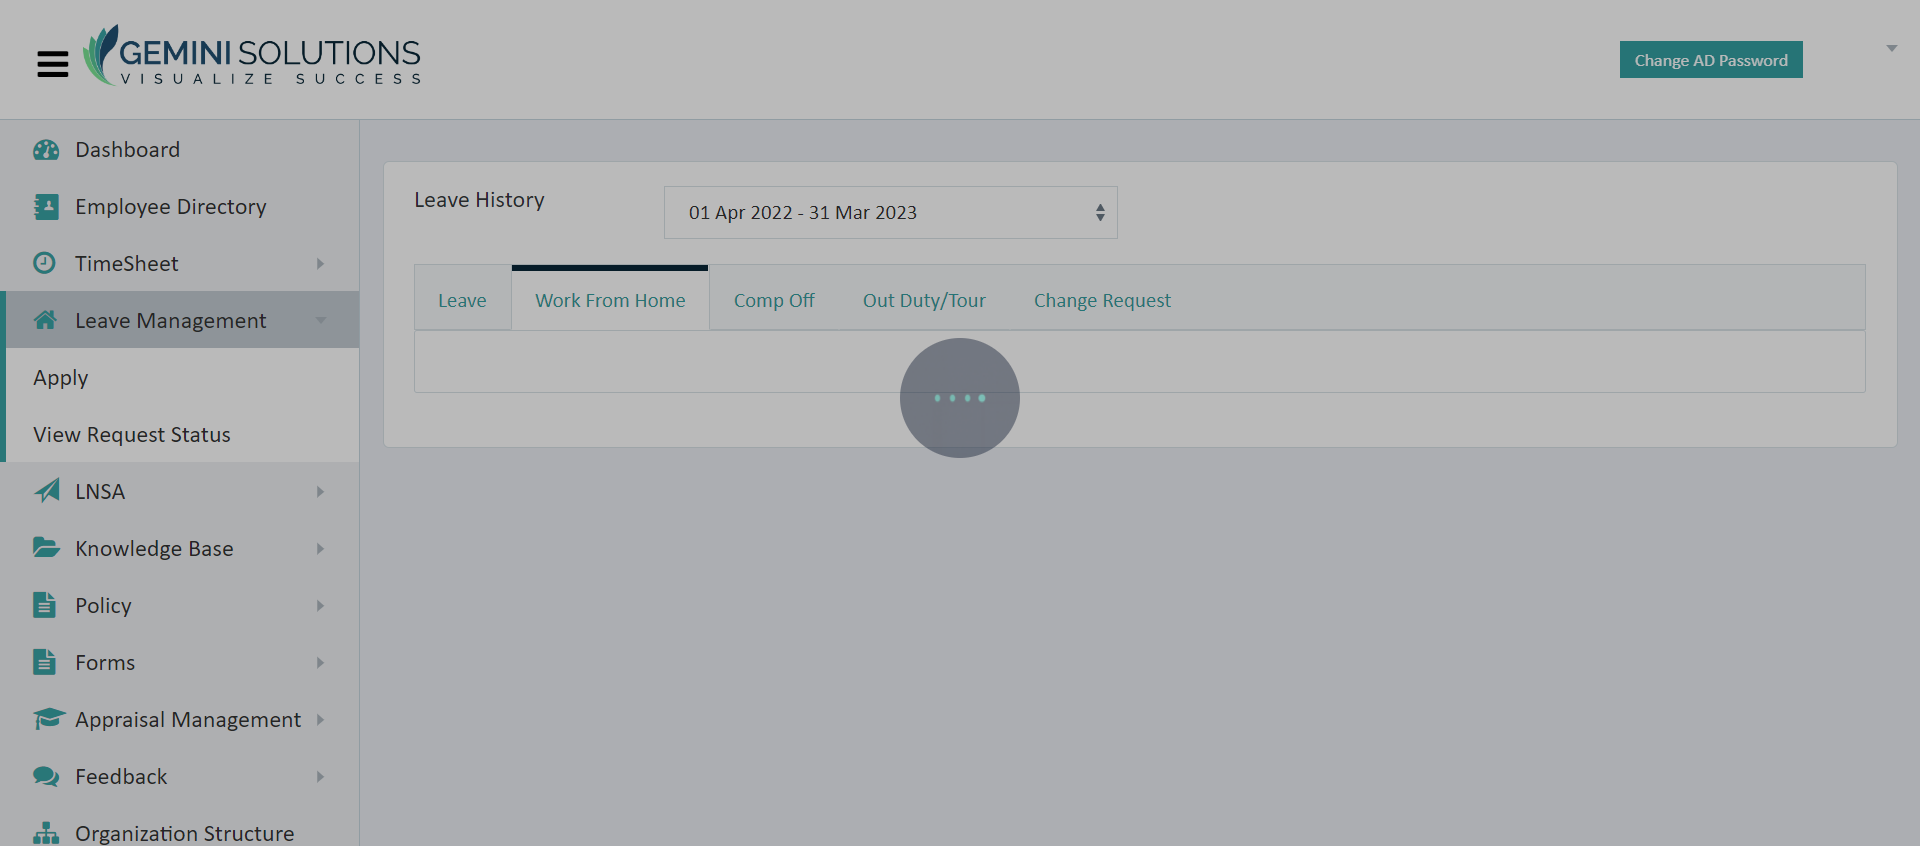 GEMINI SOLUTIONS
VISUALIZE SUCCESS
Change AD Password
Dashboard
Employee Directory
TimeSheet
Leave Management
Apply
View Request Status
LNSA
Knowledge Base
Policy
Forms
Appraisal Management
Feedback
Organization Structure
Leave History
01 Apr 2022 - 31 Mar 2023
Leave
Work From Home
Comp Off
Out Duty/Tour
Change Request